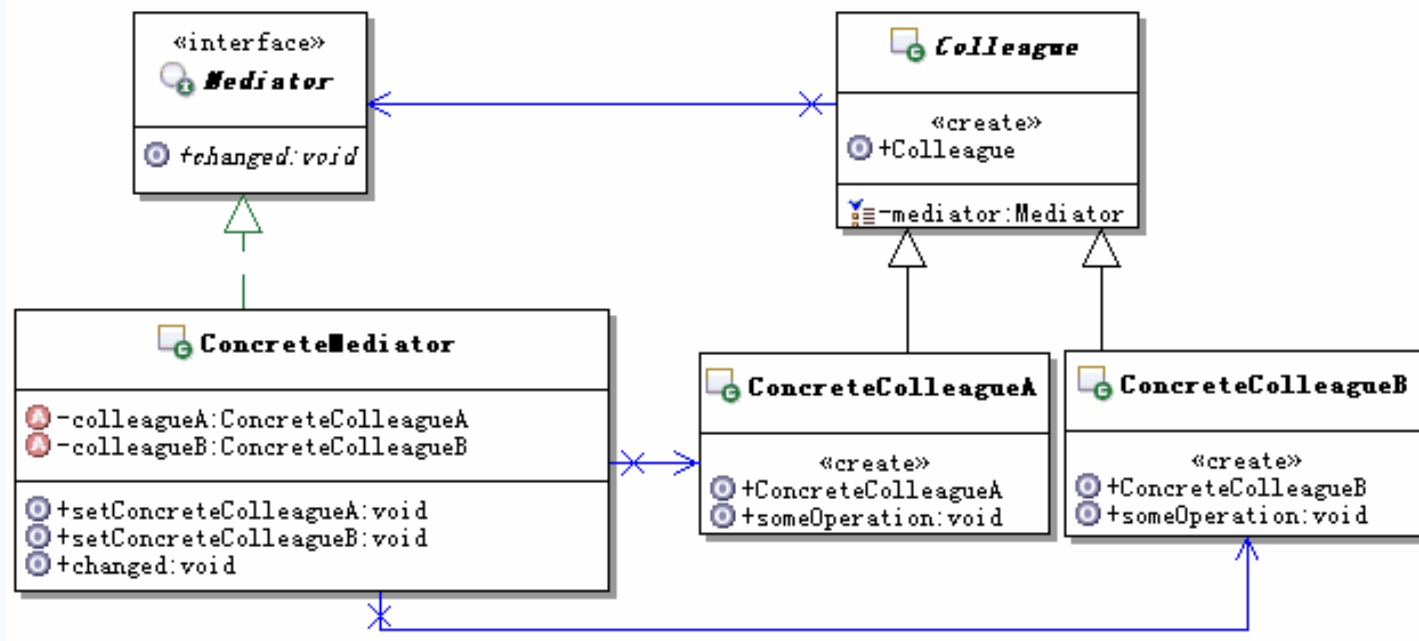 «interface»
Mediator
+changed:void
Colleague
«create»
+Colleague
-mediator:Mediator
ConcreteMediator
-colleagueA:ConcreteColleagueA
-colleagueB:ConcreteColleagueB
+setConcreteColleagueA:void
+setConcreteColleagueB:void
+changed:void
ConcreteColleagueA
«create»
+ConcreteColleagueA
+someOperation:void
ConcreteColleagueB
«create»
+ConcreteColleagueB
+someOperation:void